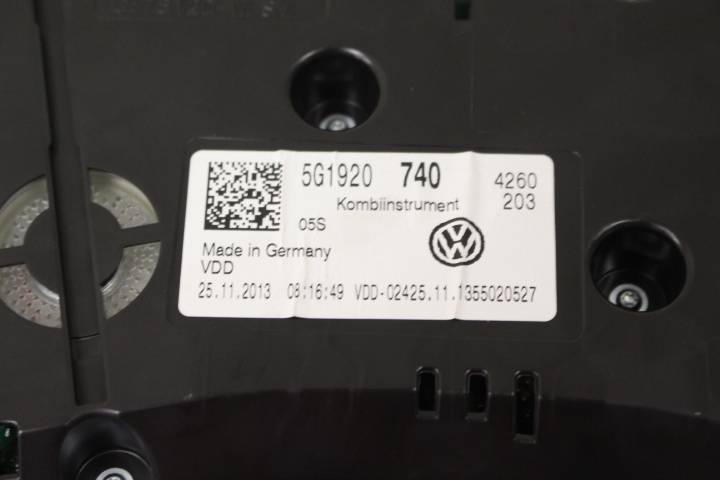 5G1920 740 4260
Kombiinstrument 203
05S
Made in Germany
VDD
25.11.2013 08:16:49 VDD-02425.11.1355020527